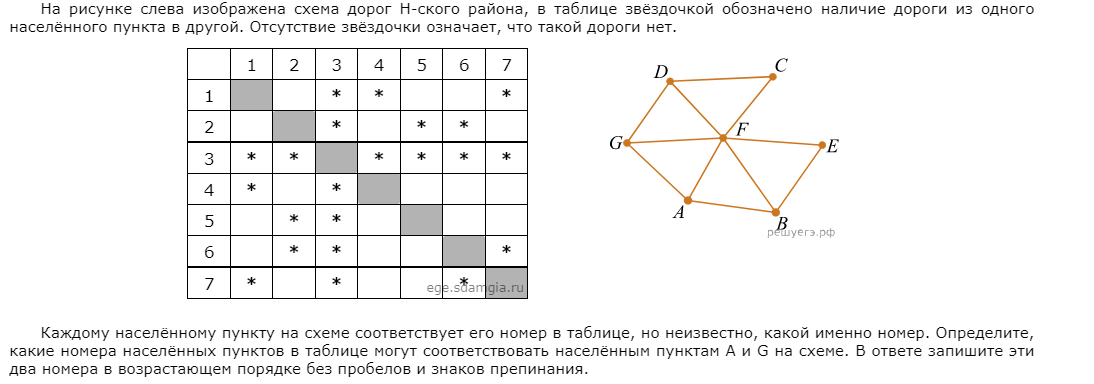 На рисунке слева изображена схема дорог Н-ского района, в таблице звёздочкой обозначено наличие дороги из одного
населённого пункта в другой. Отсутствие звёздочки означает, что такой дороги нет.
1 2 3 4 5 6 7
1 * * *
2 * * *
3 * * * * * *
4 * *
5 * *
6 * * *
7 * * *
ege.sdamgia.ru
D C
G F E
A B
решуегэ.рф
Каждому населённому пункту на схеме соответствует его номер в таблице, но неизвестно, какой именно номер. Определите,
какие номера населённых пунктов в таблице могут соответствовать населённым пунктам A и G на схеме. В ответе запишите эти
два номера в возрастающем порядке без пробелов и знаков препинания.